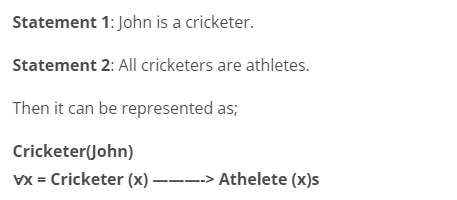 Statement 1: John is a cricketer.
Statement 2: All cricketers are athletes.
Then it can be represented as;
Cricketer(John)
∀x = Cricketer (x) ———-> Athelete (x)s